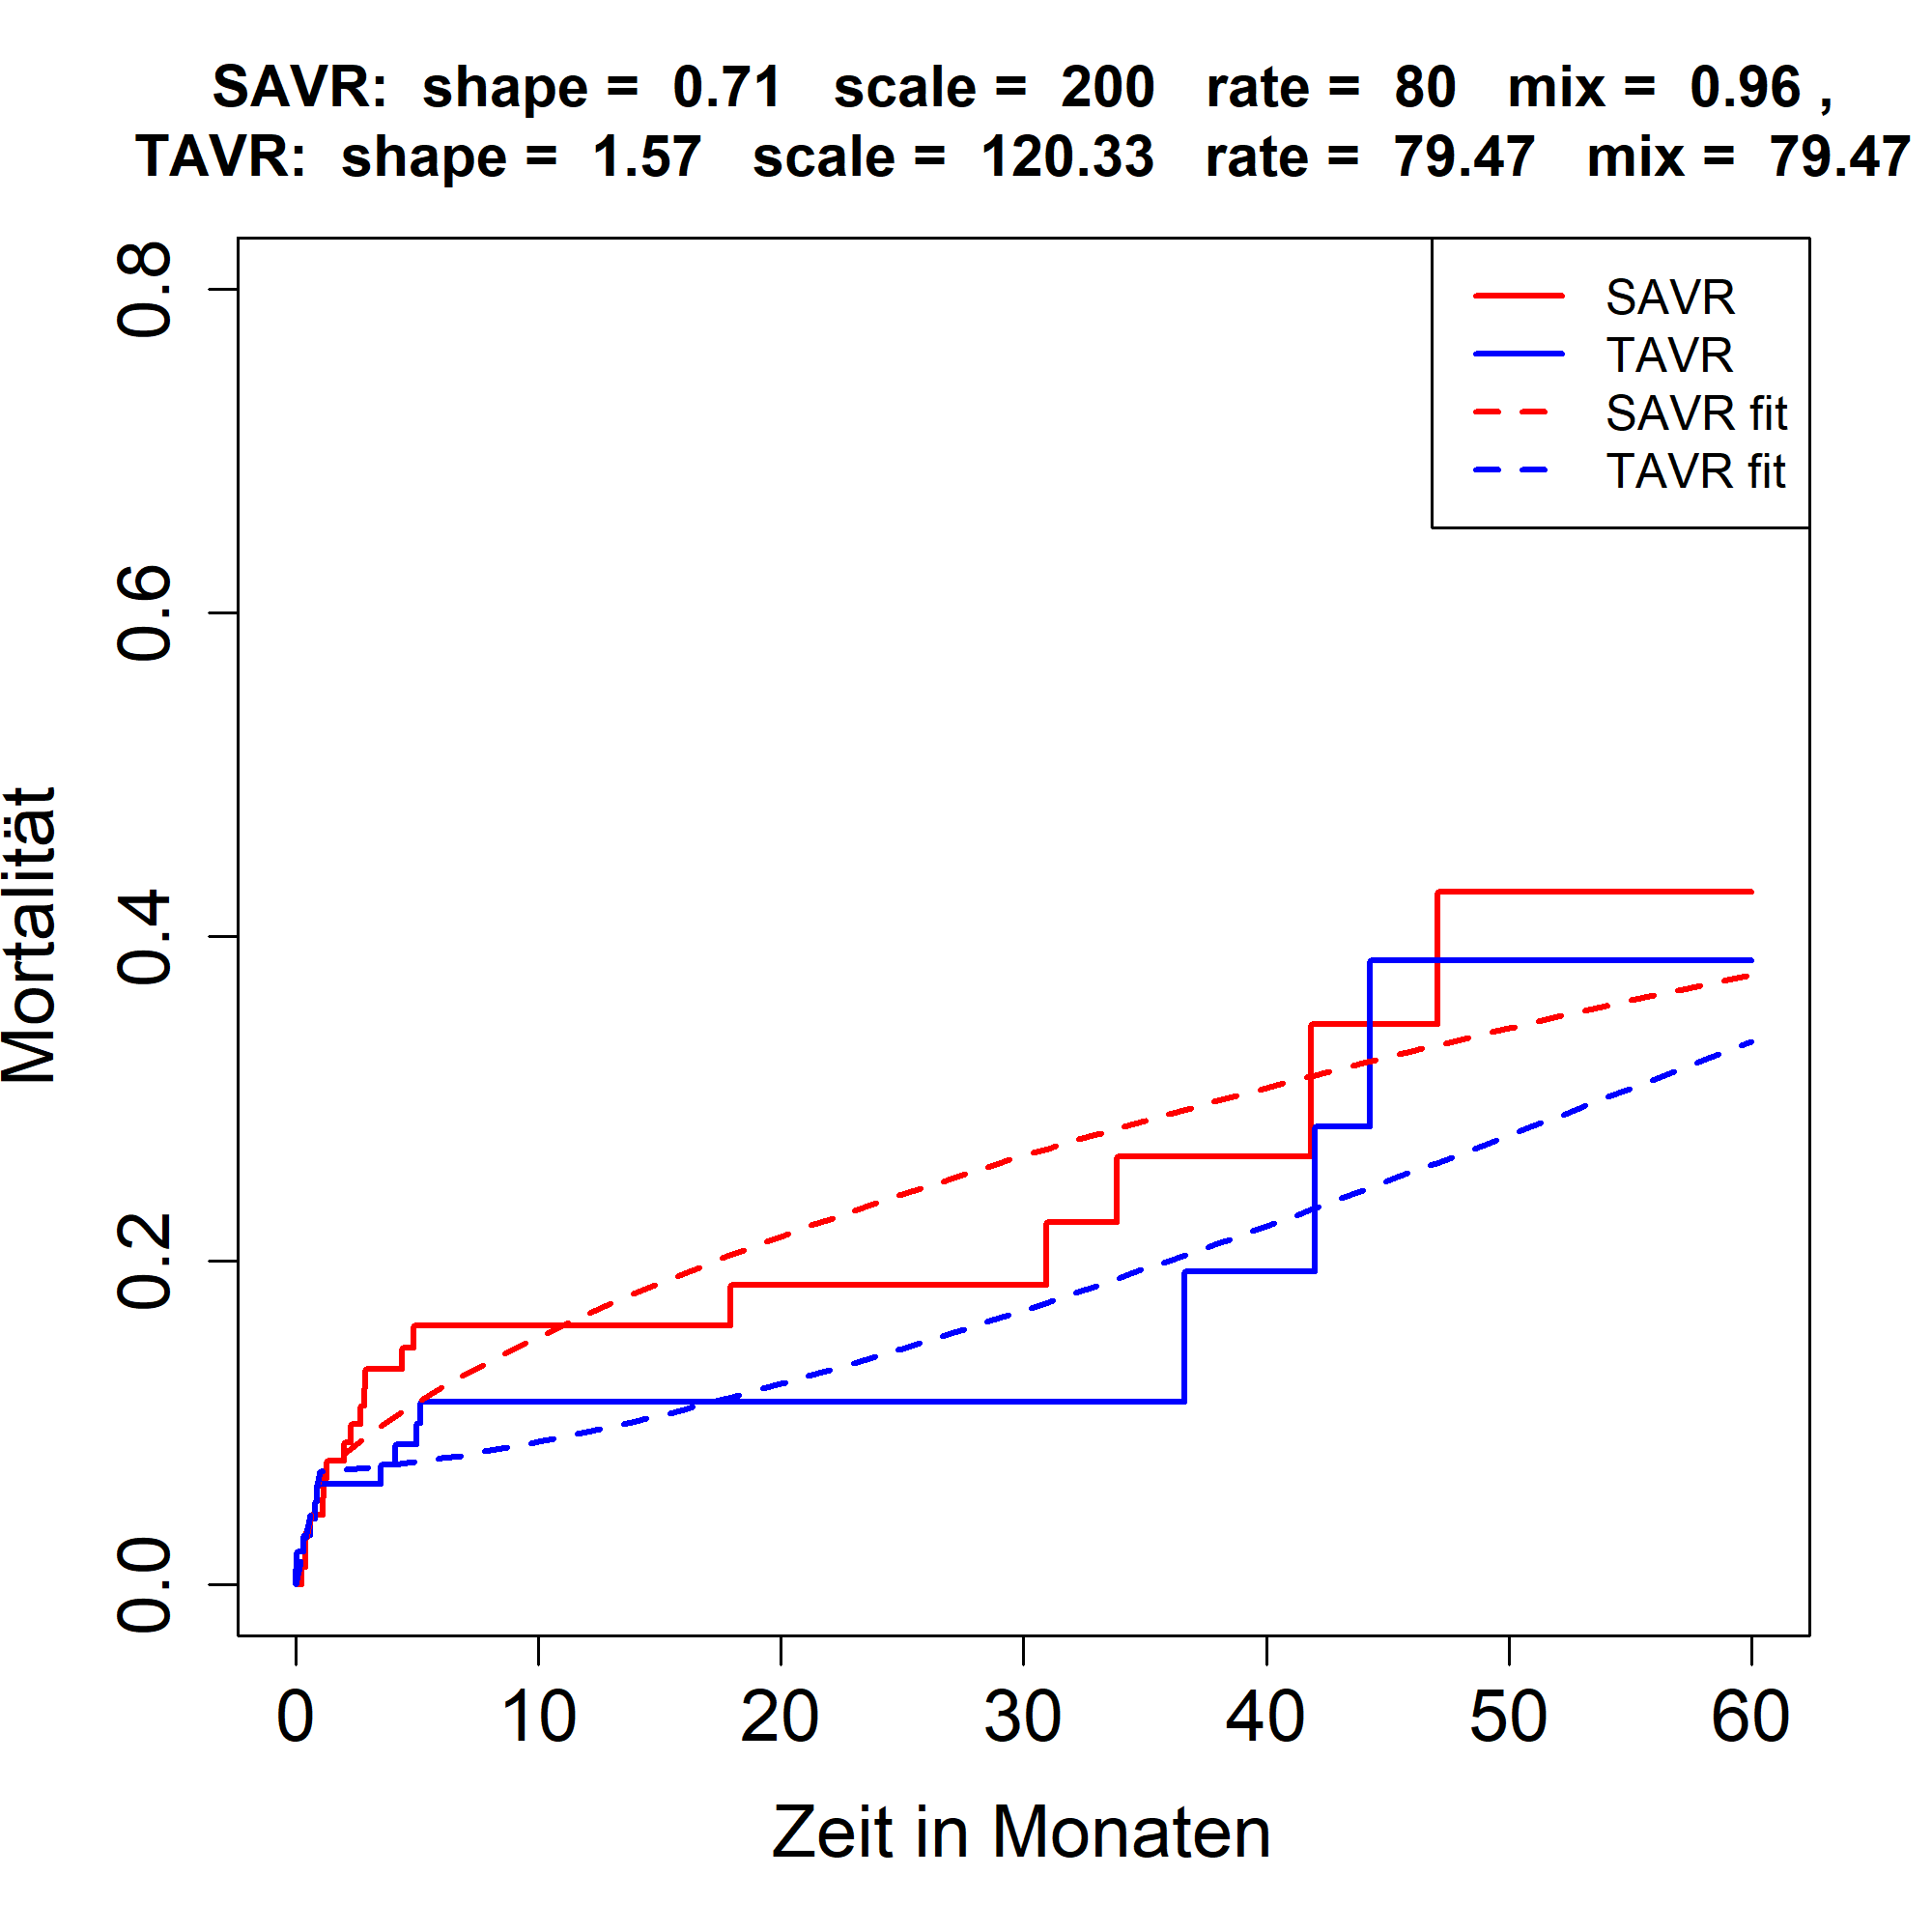 SAVR: shape = 0.71 scale = 200 rate = 80 mix = 0.96 ,
TAVR: shape = 1.57 scale = 120.33 rate = 79.47 mix = 79.47
SAVR
TAVR
SAVR fit
TAVR fit
Mortalität
0.8
0.6
0.4
0.2
0.0
0 10 20 30 40 50 60
Zeit in Monaten